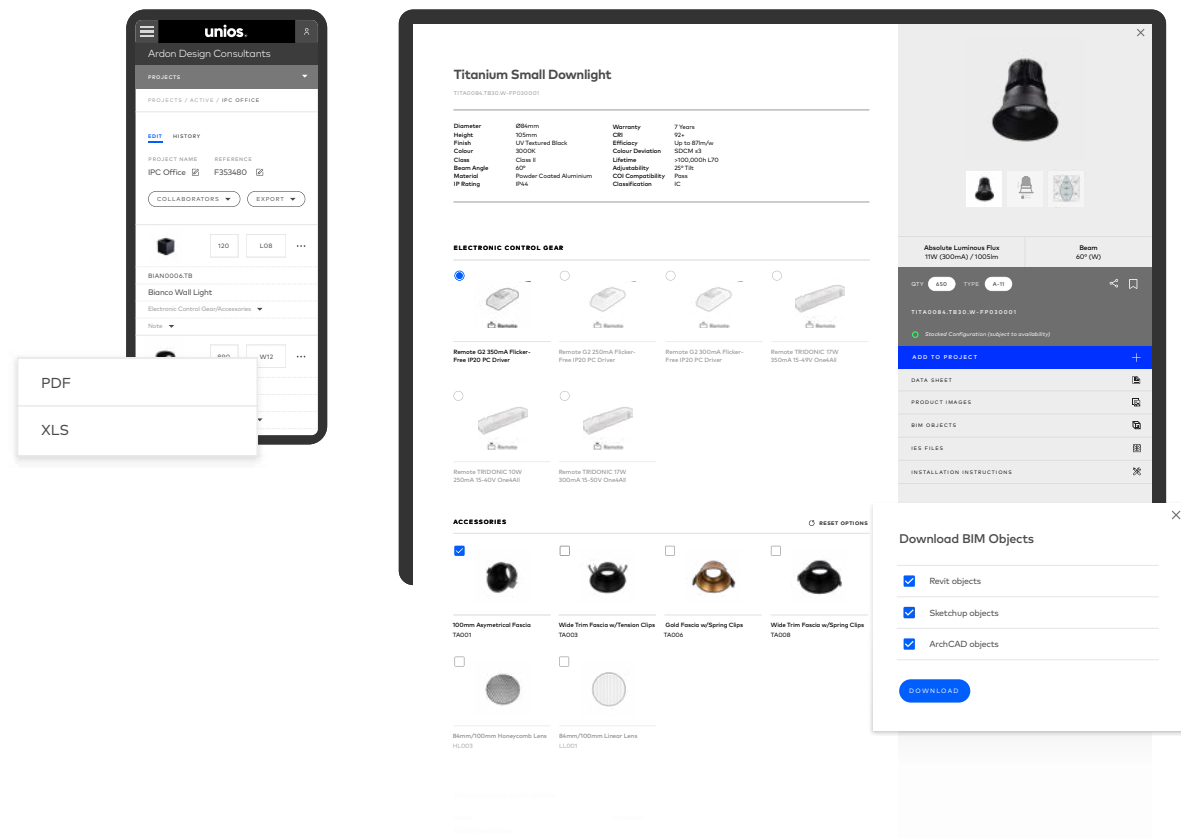 unios.
Ardon Design Consultants
PROJECTS
PROJECTS / ACTIVE / IPC OFFICE
EDIT HISTORY
PROJECT NAME REFERENCE
IPC Office F353480
COLLABORATORS EXPORT
120 L08
BIAN0006.TB
Bianco Wall Light
Electronic Control Gear/Accessories
Note
890 W12
PDF
XLS
Titanium Small Downlight
TITA0084.TB30.W-FP030001
Diameter Ø84mm Warranty 7 Years
Height 105mm CRI 92+
Finish UV Textured Black Efficiacy Up to 87lm/w
Colour 3000K Colour Deviation SDCM ≤3
Class Class II Lifetime >100,000h L70
Beam Angle 60° Adjustability 25° Tilt
Material Powder Coated Aluminium COI Compatibility Pass
IP Rating IP44 Classification IC
ELECTRONIC CONTROL GEAR
Remote Remote Remote Remote
Remote G2 350mA Flicker-
Free IP20 PC Driver
Remote G2 250mA Flicker-
Free IP20 PC Driver
Remote G2 300mA Flicker-
Free IP20 PC Driver
Remote TRIDONIC 17W
350mA 15-49V One4All
Remote Remote
Remote TRIDONIC 10W
250mA 15-40V One4All
Remote TRIDONIC 17W
300mA 15-50V One4All
ACCESSORIES RESET OPTIONS
100mm Asymetrical Fascia
TA001
Wide Trim Fascia w/Tension Clips
TA003
Gold Fascia w/Spring Clips
TA006
Wide Trim Fascia w/Spring Clips
TA008
84mm/100mm Honeycomb Lens
HL003
84mm/100mm Linear Lens
LL001
Absolute Luminous Flux
11W (300mA) / 1005lm
Beam
60° (W)
QTY 650 TYPE A-11
TITA0084.TB30.W-FP030001
Stocked Configuration (subject to availability)
ADD TO PROJECT
DATA SHEET
PRODUCT IMAGES
BIM OBJECTS
IES FILES
INSTALLATION INSTRUCTIONS
Download BIM Objects
Revit objects
Sketchup objects
ArchCAD objects
DOWNLOAD